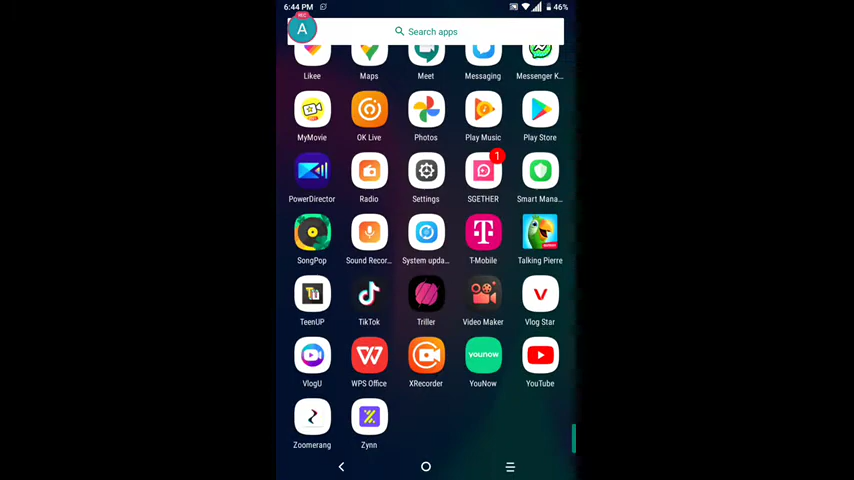 6:44 PM 46%
REC
A
Search apps
Likee Maps Meet Messaging Messenger K...
MyMovie OK Live Photos Play Music Play Store
1
PowerDirector Radio Settings SGETHER Smart Mana...
SongPop Sound Recor... System upda... T-Mobile Talking Pierre
TeenUP TikTok Triller Video Maker Vlog Star
younow
VlogU WPS Office XRecorder YouNow YouTube
Zoomerang Zynn